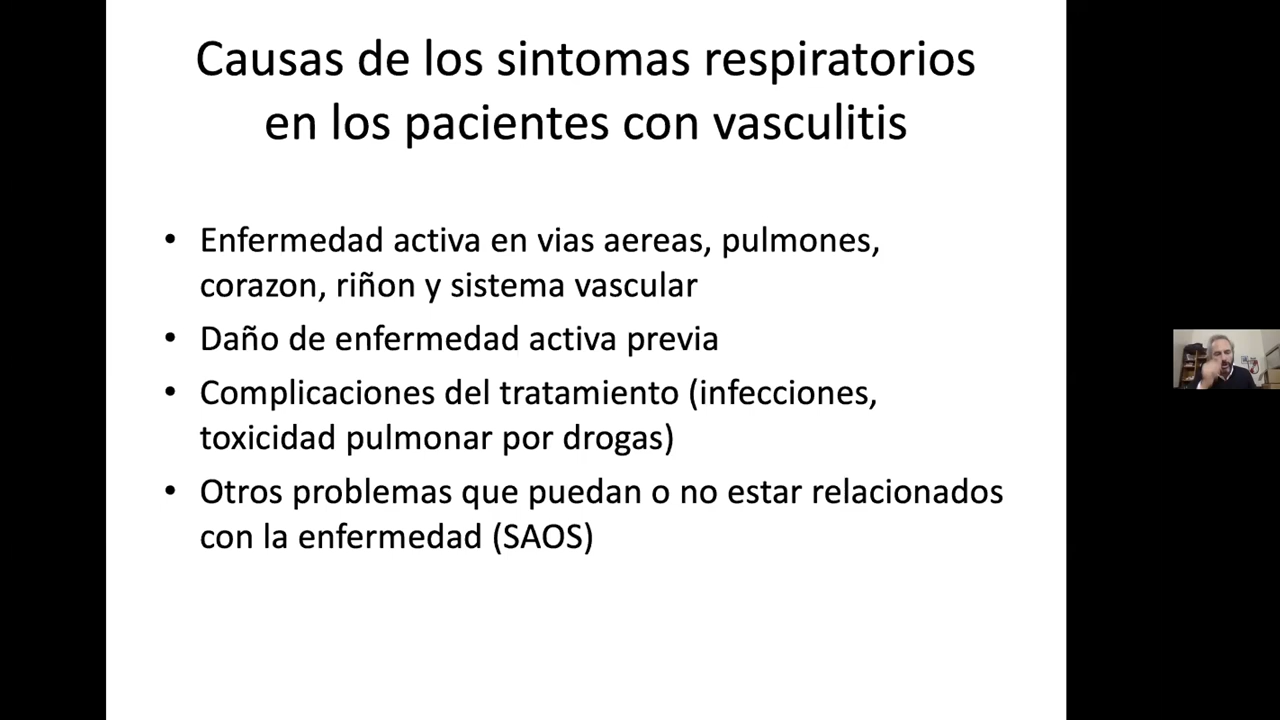 Causas de los sintomas respiratorios
en los pacientes con vasculitis
• Enfermedad activa en vias aereas, pulmones,
corazon, riñon y sistema vascular
• Daño de enfermedad activa previa
• Complicaciones del tratamiento (infecciones,
toxicidad pulmonar por drogas)
• Otros problemas que puedan o no estar relacionados
con la enfermedad (SAOS)